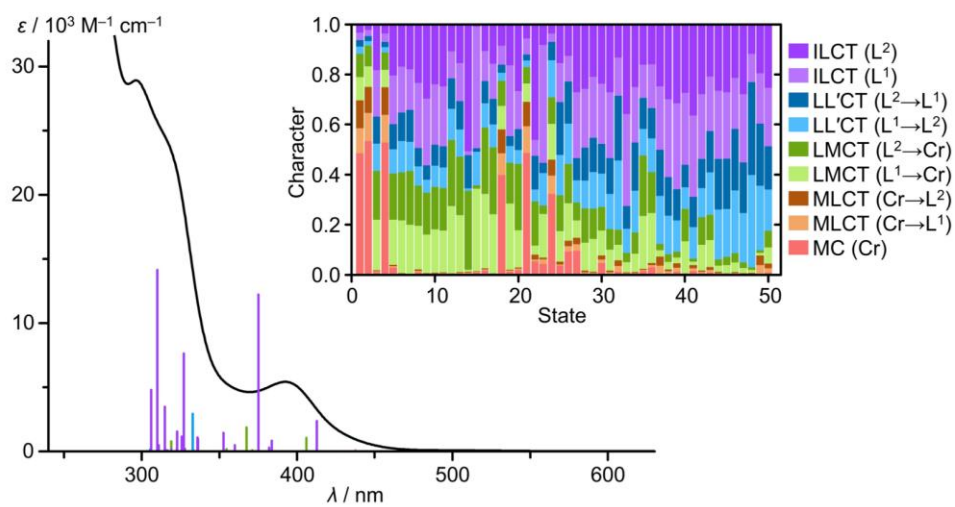 ε / 10³ M⁻¹ cm⁻¹
30
20
10
0
300
400
500
600
λ / nm
1.0
0.8
0.6
0.4
0.2
0.0
Character
0
10
20
30
40
50
State
ILCT (L²)
ILCT (L¹)
LL′CT (L²→L¹)
LL′CT (L¹→L²)
LMCT (L²→Cr)
LMCT (L¹→Cr)
MLCT (Cr→L²)
MLCT (Cr→L¹)
MC (Cr)